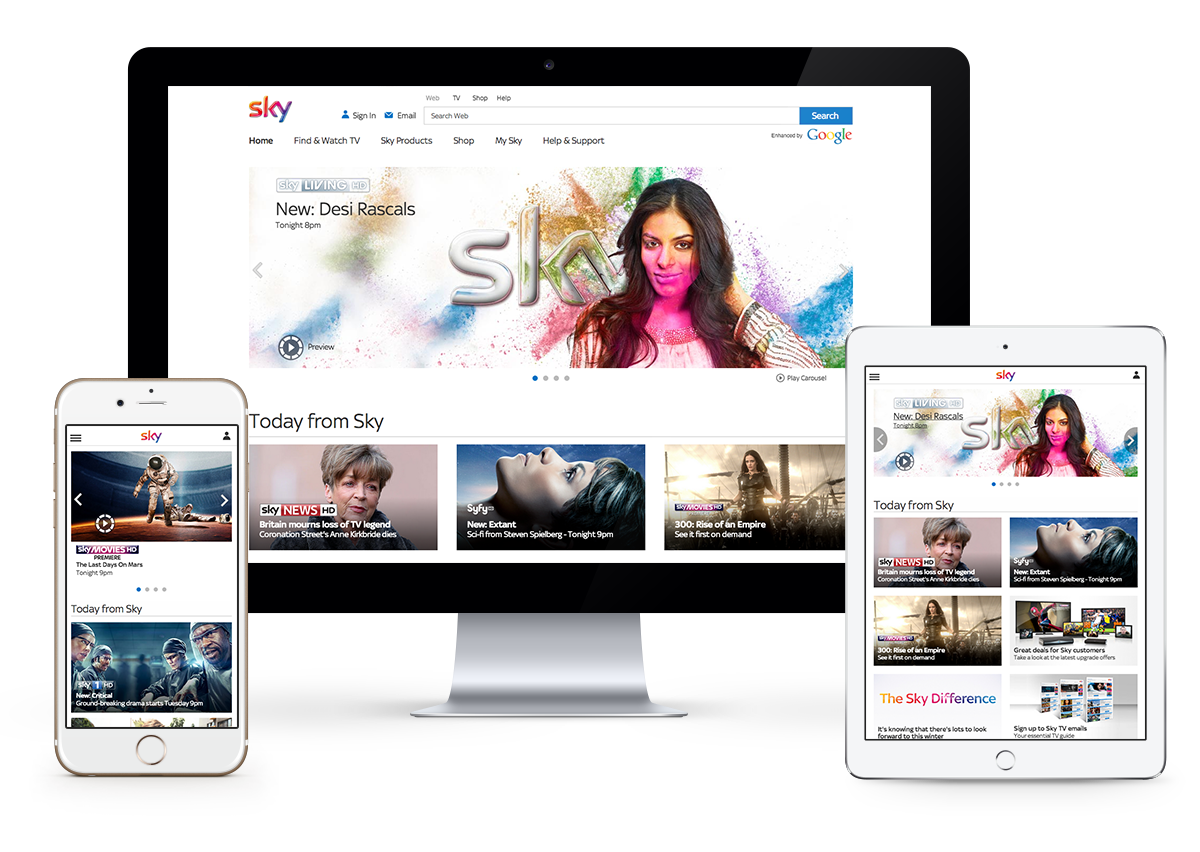 sky
Web TV Shop Help
Sign In Email Search Web Search
Enhanced by Google
Home Find & Watch TV Sky Products Shop My Sky Help & Support
sky LIVING HD
New: Desi Rascals
Tonight 8pm
sky
Preview
Play Carousel
Today from Sky
sky NEWS HD
Britain mourns loss of TV legend
Coronation Street's Anne Kirkbride dies
Syfy HD
New: Extant
Sci-fi from Steven Spielberg - Tonight 9pm
sky MOVIES HD
300: Rise of an Empire
See it first on demand
sky
sky MOVIES HD
PREMIERE
The Last Days On Mars
Tonight 9pm
Today from Sky
sky 1 HD
New: Critical
Ground-breaking drama starts Tuesday 9pm
sky
sky LIVING HD
New: Desi Rascals
Tonight 8pm
sky
Today from Sky
sky NEWS HD
Britain mourns loss of TV legend
Coronation Street's Anne Kirkbride dies
Syfy HD
New: Extant
Sci-fi from Steven Spielberg - Tonight 9pm
sky MOVIES HD
300: Rise of an Empire
See it first on demand
Great deals for Sky customers
Take a look at the latest upgrade offers
The Sky Difference
It's knowing that there's lots to look
forward to this winter
Sign up to Sky TV emails
Your essential TV guide